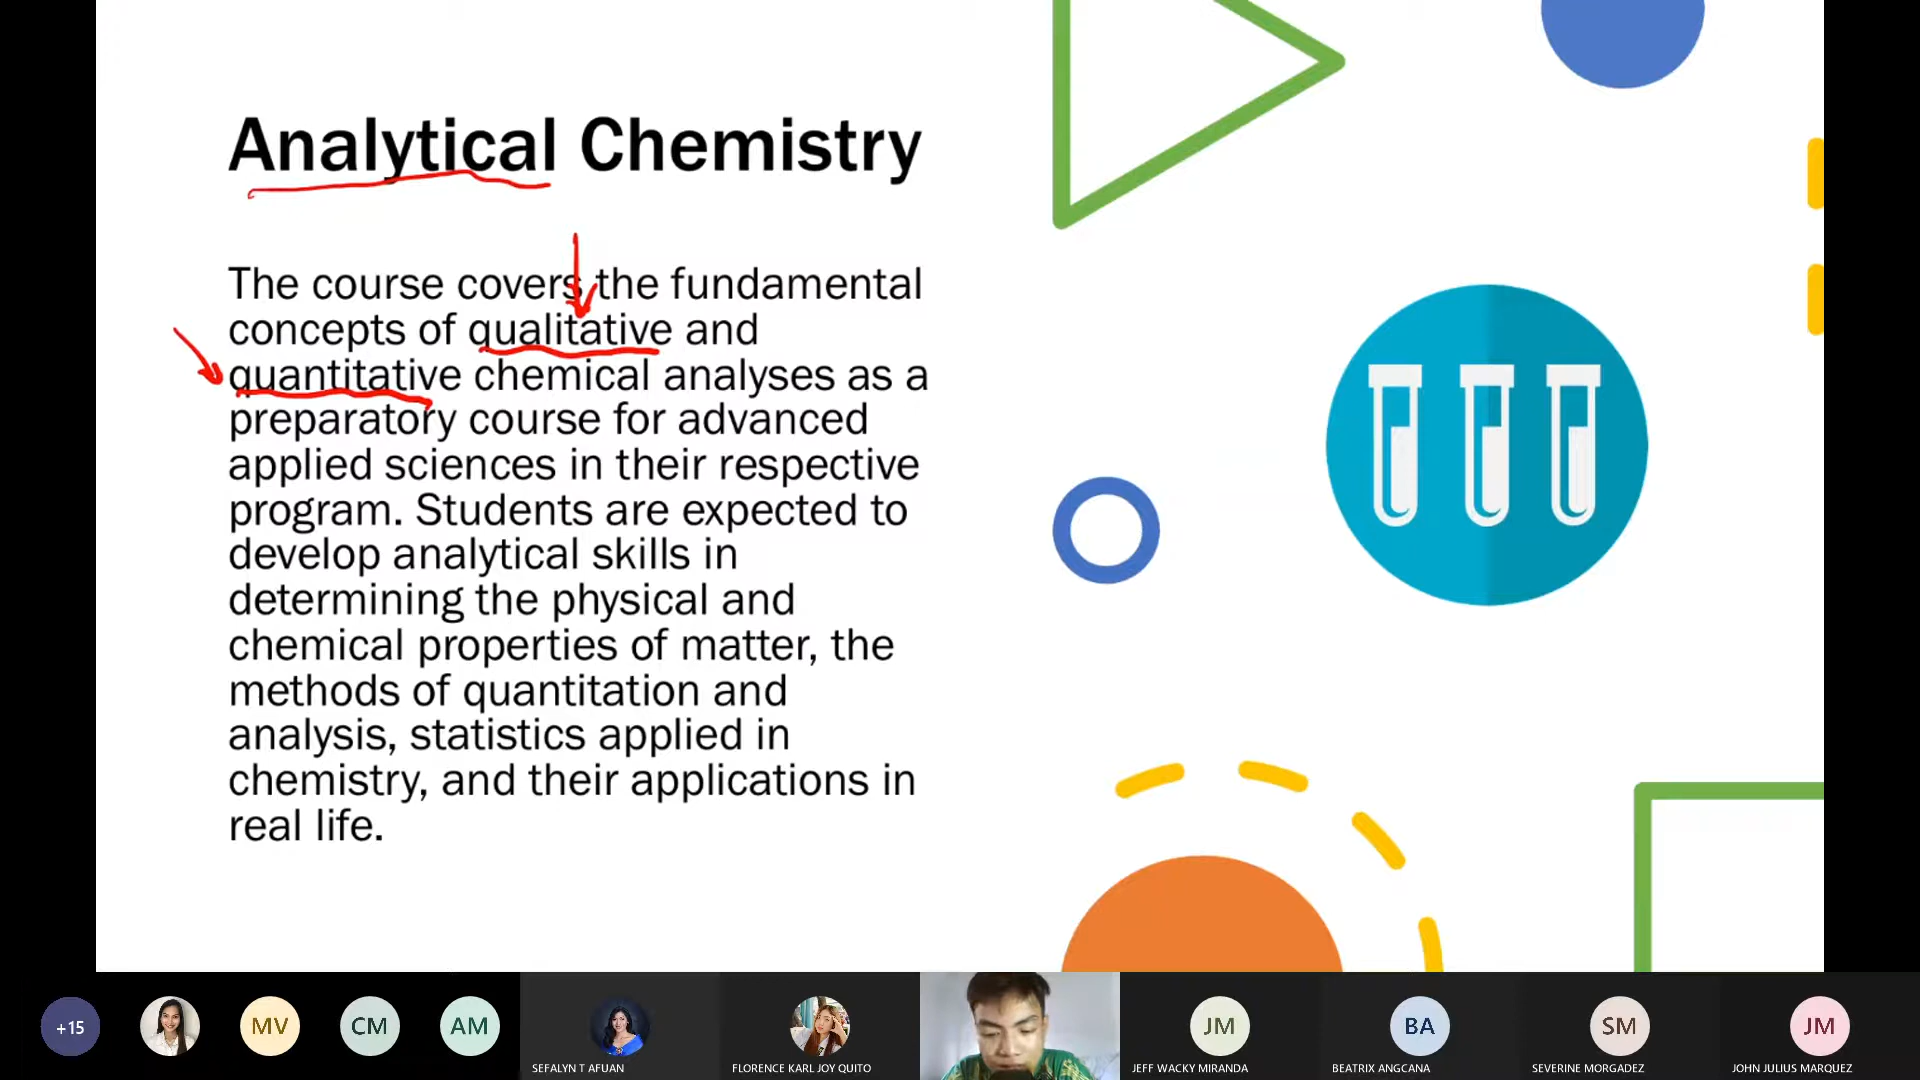 Analytical Chemistry
The course covers the fundamental
concepts of qualitative and
quantitative chemical analyses as a
preparatory course for advanced
applied sciences in their respective
program. Students are expected to
develop analytical skills in
determining the physical and
chemical properties of matter, the
methods of quantitation and
analysis, statistics applied in
chemistry, and their applications in
real life.
+15
MV
CM
AM
JM
BA
SM
JM
SEFALYN T AFUAN
FLORENCE KARL JOY QUITO
JEFF WACKY MIRANDA
BEATRIX ANGCANA
SEVERINE MORGADEZ
JOHN JULIUS MARQUEZ